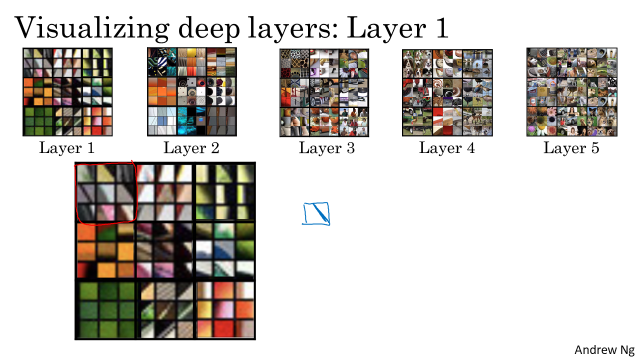 Visualizing deep layers: Layer 1
Layer 1
Layer 2
Layer 3
Layer 4
Layer 5
Andrew Ng